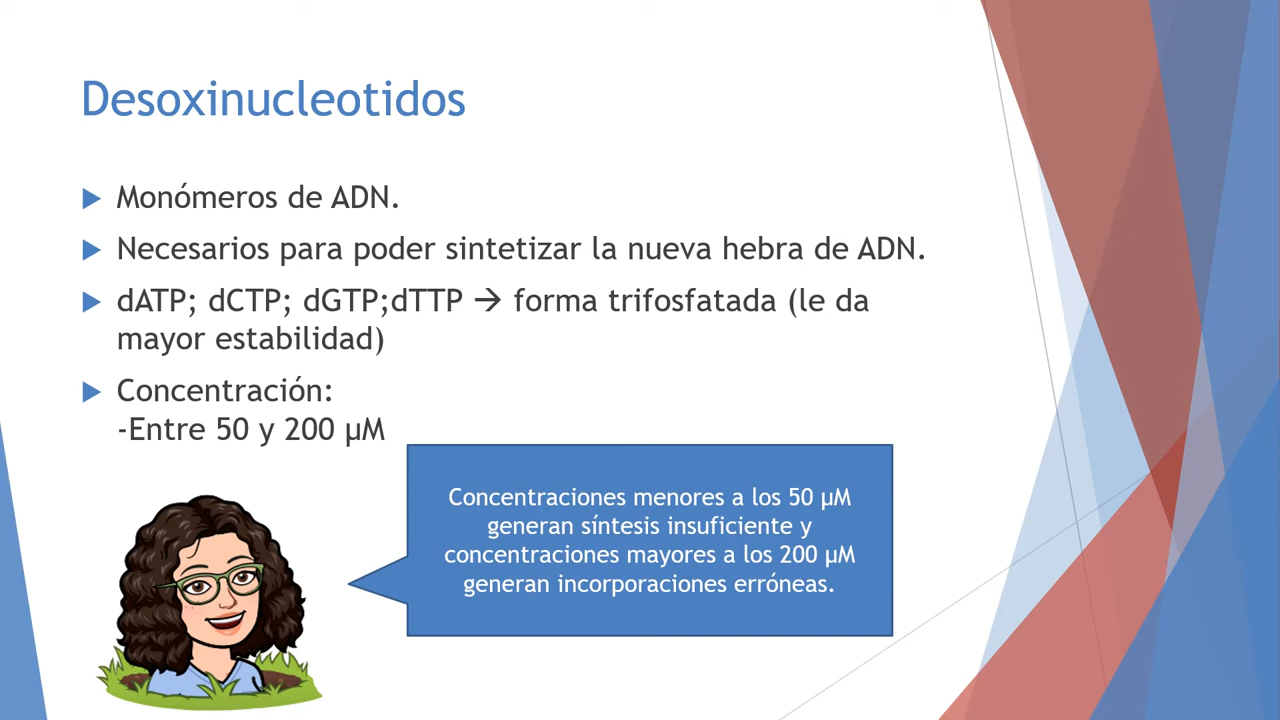 Desoxinucleotidos
Monómeros de ADN.
Necesarios para poder sintetizar la nueva hebra de ADN.
dATP; dCTP; dGTP;dTTP → forma trifosfatada (le da
mayor estabilidad)
Concentración:
-Entre 50 y 200 µM
Concentraciones menores a los 50 µM
generan síntesis insuficiente y
concentraciones mayores a los 200 µM
generan incorporaciones erróneas.